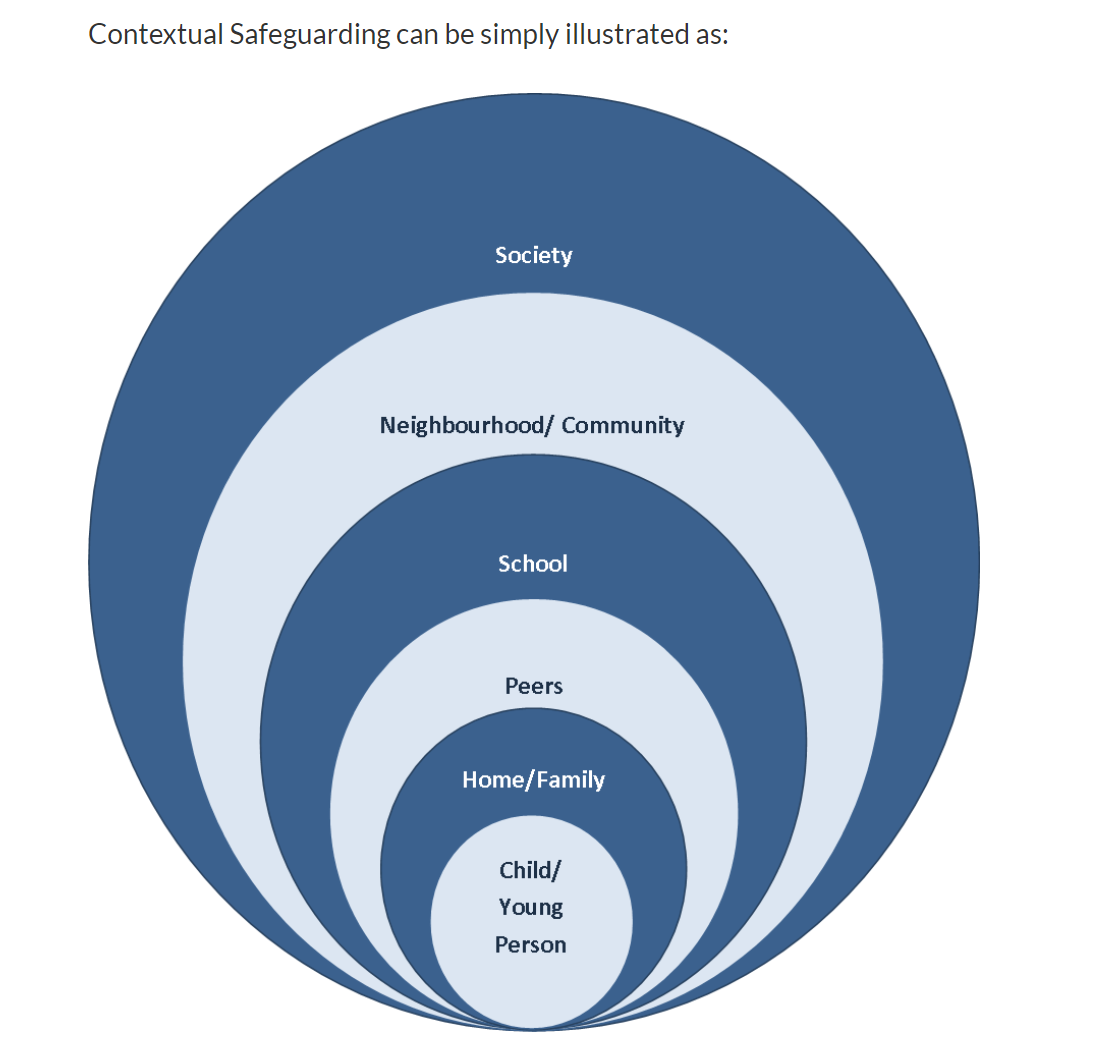 Contextual Safeguarding can be simply illustrated as:
Society
Neighbourhood/ Community
School
Peers
Home/Family
Child/
Young
Person